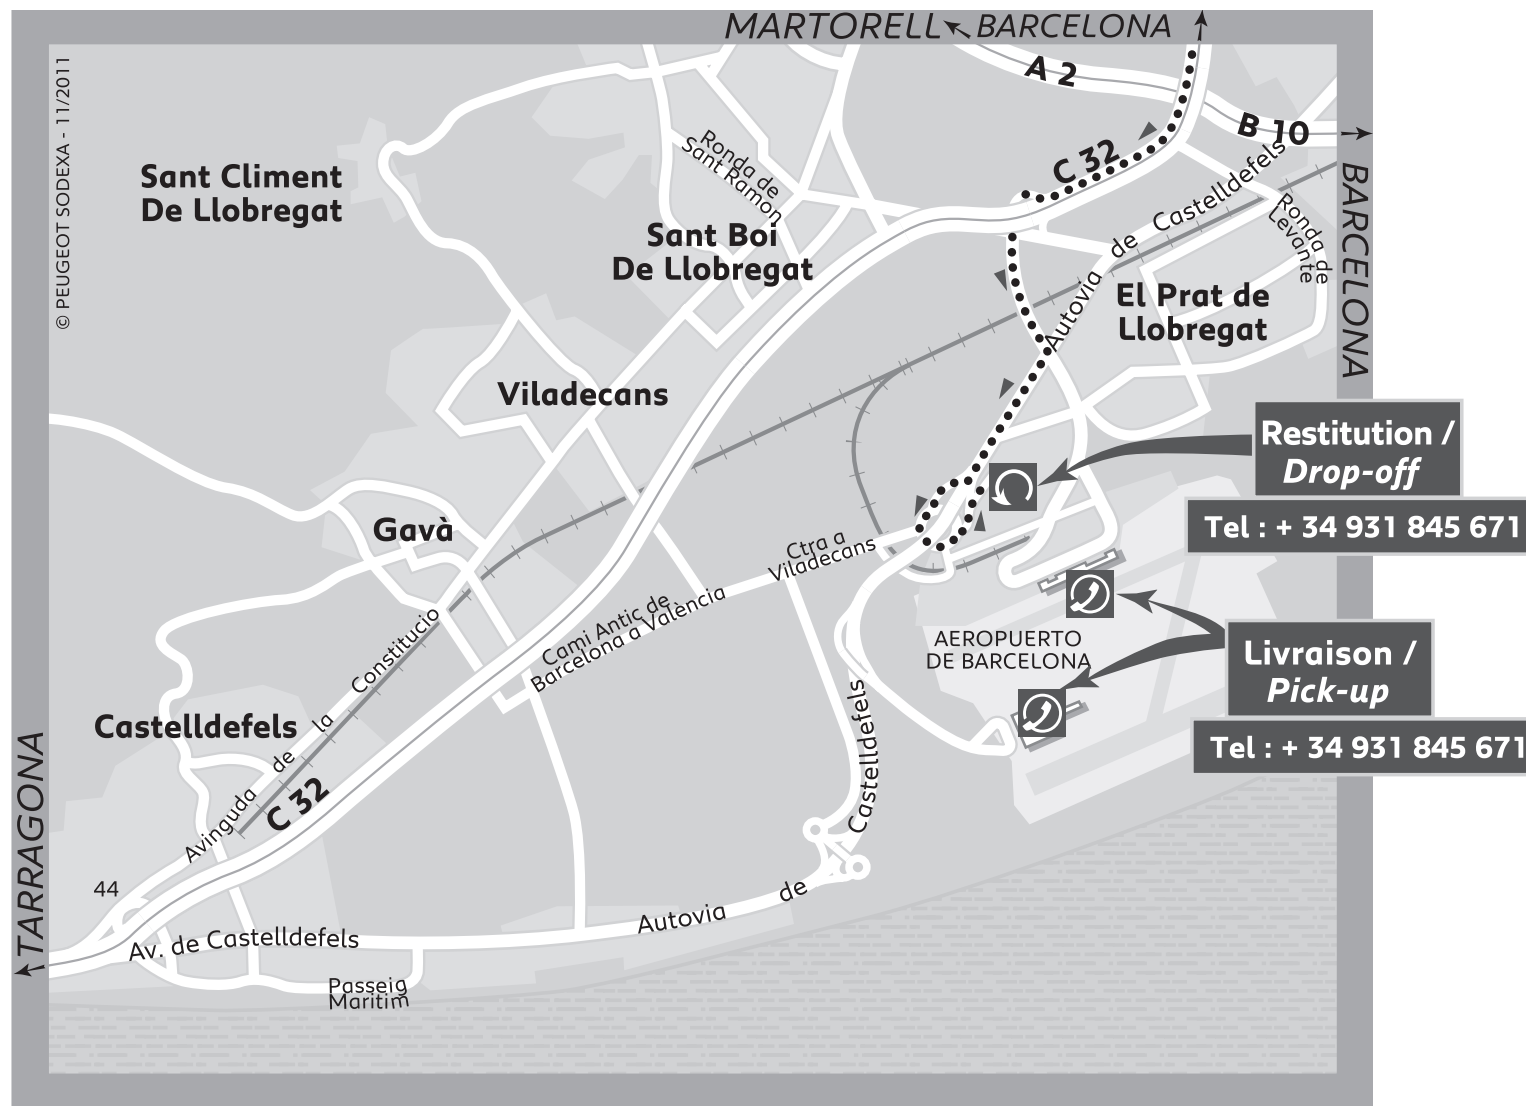 MARTORELL BARCELONA
© PEUGEOT SODEXA - 11/2011
A 2
B 10
C 32
Sant Climent
De Llobregat
Ronda de
Sant Ramon
Sant Boi
De Llobregat
Autovia de Castelldefels
Ronda de
Levante
BARCELONA
El Prat de
Llobregat
Viladecans
Restitution /
Drop-off
Tel : + 34 931 845 671
Gavà
Ctra a
Viladecans
Cami Antic de
Barcelona a València
AEROPUERTO
DE BARCELONA
Livraison /
Pick-up
Tel : + 34 931 845 671
Castelldefels
Avinguda de la Constitucio
C 32
TARRAGONA
44
Av. de Castelldefels
Autovia de Castelldefels
Passeig
Maritim